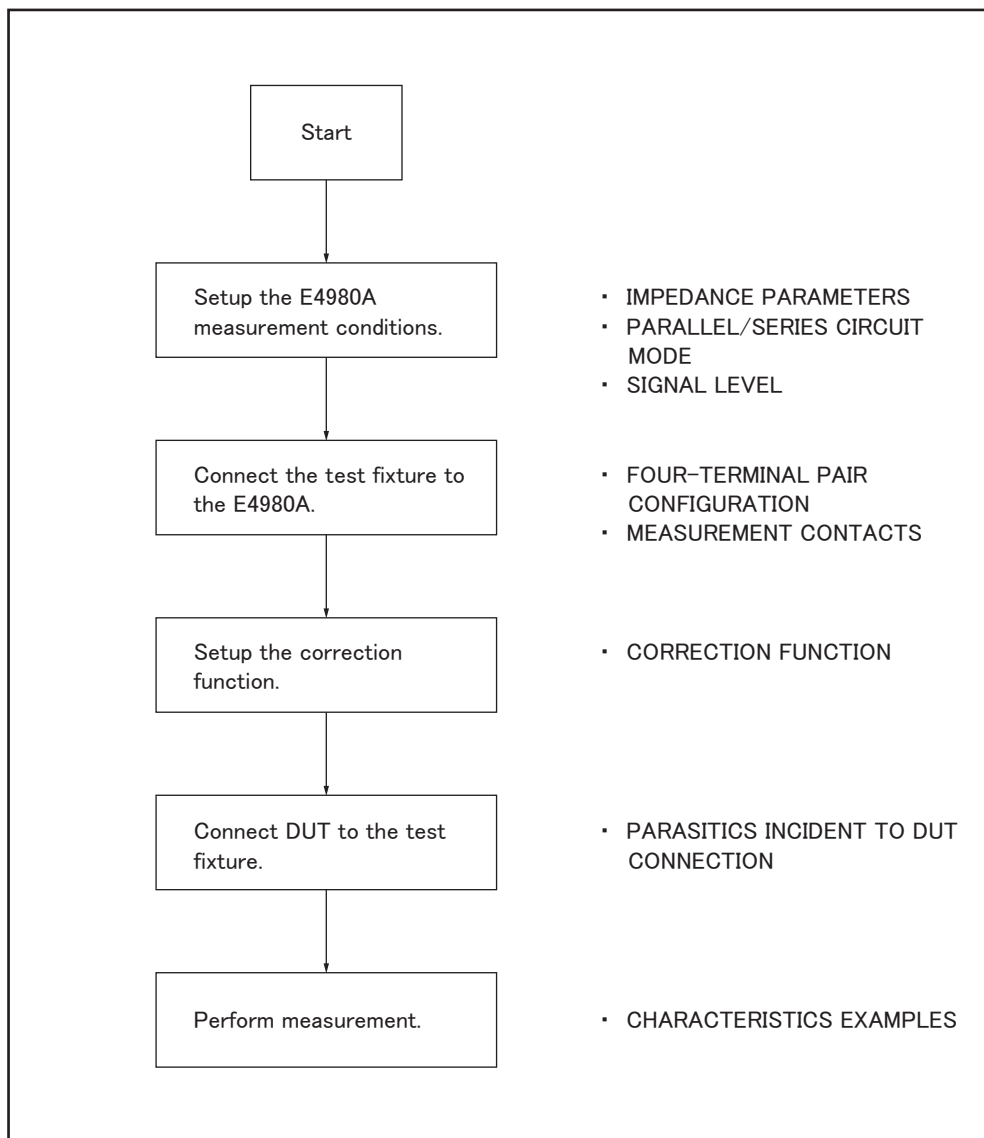 Start
Setup the E4980A
measurement conditions.
・ IMPEDANCE PARAMETERS
・ PARALLEL/SERIES CIRCUIT
MODE
・ SIGNAL LEVEL
Connect the test fixture to
the E4980A.
・ FOUR-TERMINAL PAIR
CONFIGURATION
・ MEASUREMENT CONTACTS
Setup the correction
function.
・ CORRECTION FUNCTION
Connect DUT to the test
fixture.
・ PARASITICS INCIDENT TO DUT
CONNECTION
Perform measurement.
・ CHARACTERISTICS EXAMPLES